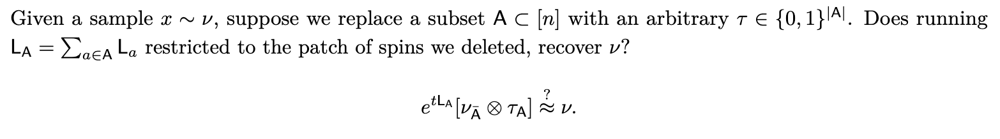 Given a sample x ∼ ν, suppose we replace a subset A ⊂ [n] with an arbitrary τ ∈ {0, 1}^{|A|}. Does running
L_A = ∑_{a∈A} L_a restricted to the patch of spins we deleted, recover ν?
e^{tL_A}[ν_{Ā} ⊗ τ_A] ≈^? ν.